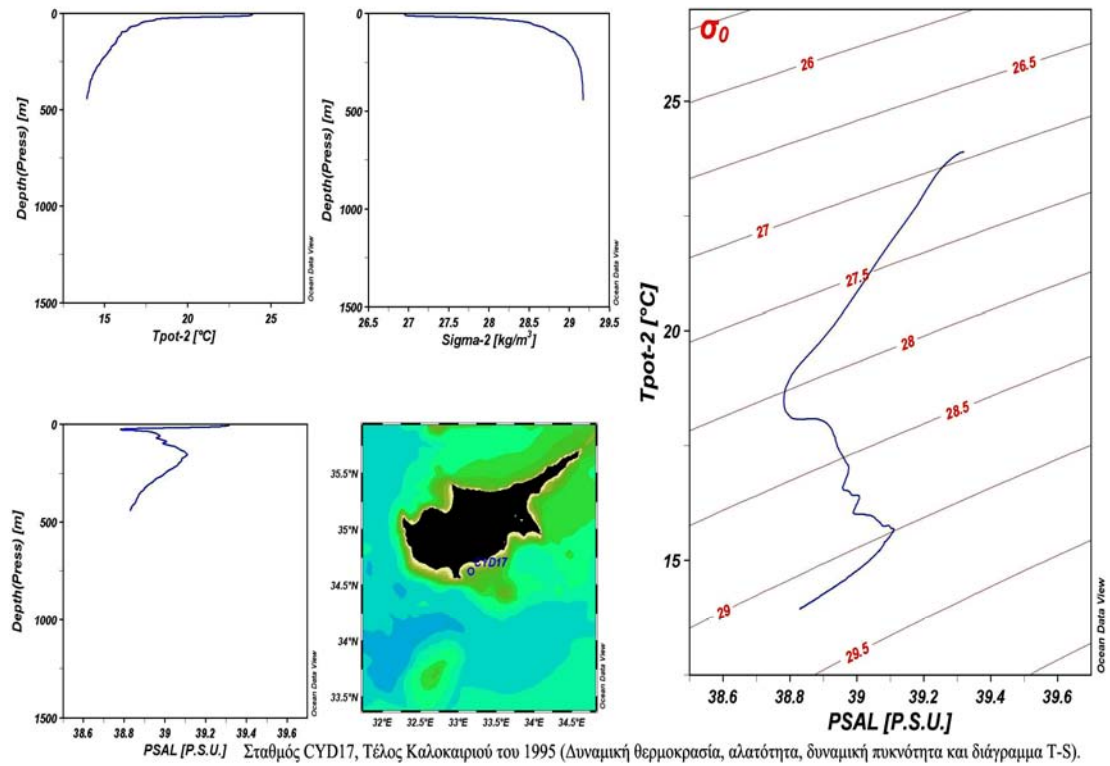 0
500
1000
1500
Depth(Press) [m]
15
20
25
Tpot-2 [°C]
Ocean Data View
0
500
1000
1500
Depth(Press) [m]
26.5
27
27.5
28
28.5
29
29.5
Sigma-2 [kg/m³]
Ocean Data View
σ₀
26
26.5
27
27.5
28
28.5
29
29.5
25
20
15
Tpot-2 [°C]
38.6
38.8
39
39.2
39.4
39.6
PSAL [P.S.U.]
Ocean Data View
0
500
1000
1500
Depth(Press) [m]
38.6
38.8
39
39.2
39.4
39.6
PSAL [P.S.U.]
Ocean Data View
35.5°N
35°N
34.5°N
34°N
33.5°N
32°E
32.5°E
33°E
33.5°E
34°E
34.5°E
CYD17
Ocean Data View
Σταθμός CYD17, Τέλος Καλοκαιριού του 1995 (Δυναμική θερμοκρασία, αλατότητα, δυναμική πυκνότητα και διάγραμμα T-S).